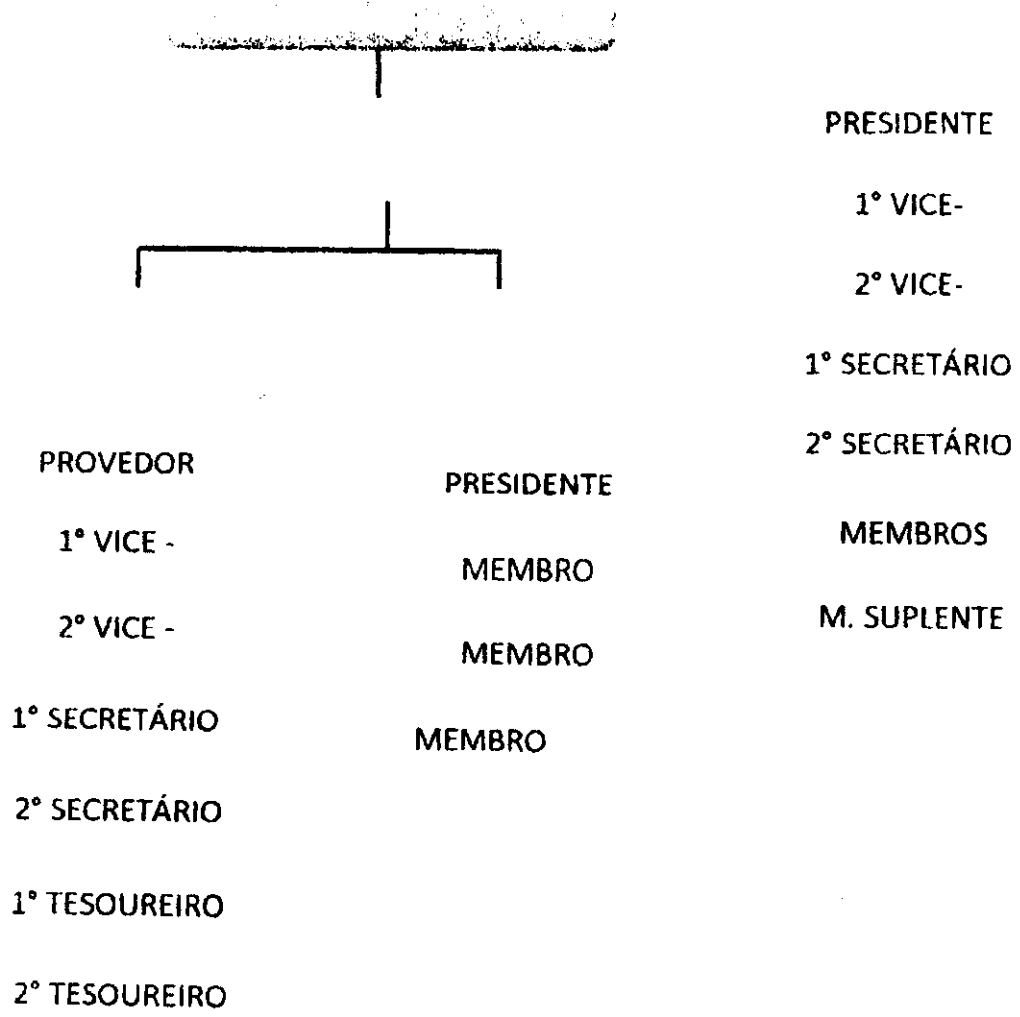 PROVEDOR
1° VICE -
2° VICE -
1° SECRETÁRIO
2° SECRETÁRIO
1° TESOUREIRO
2° TESOUREIRO
PRESIDENTE
MEMBRO
MEMBRO
MEMBRO
PRESIDENTE
1° VICE-
2° VICE-
1° SECRETÁRIO
2° SECRETÁRIO
MEMBROS
M. SUPLENTE